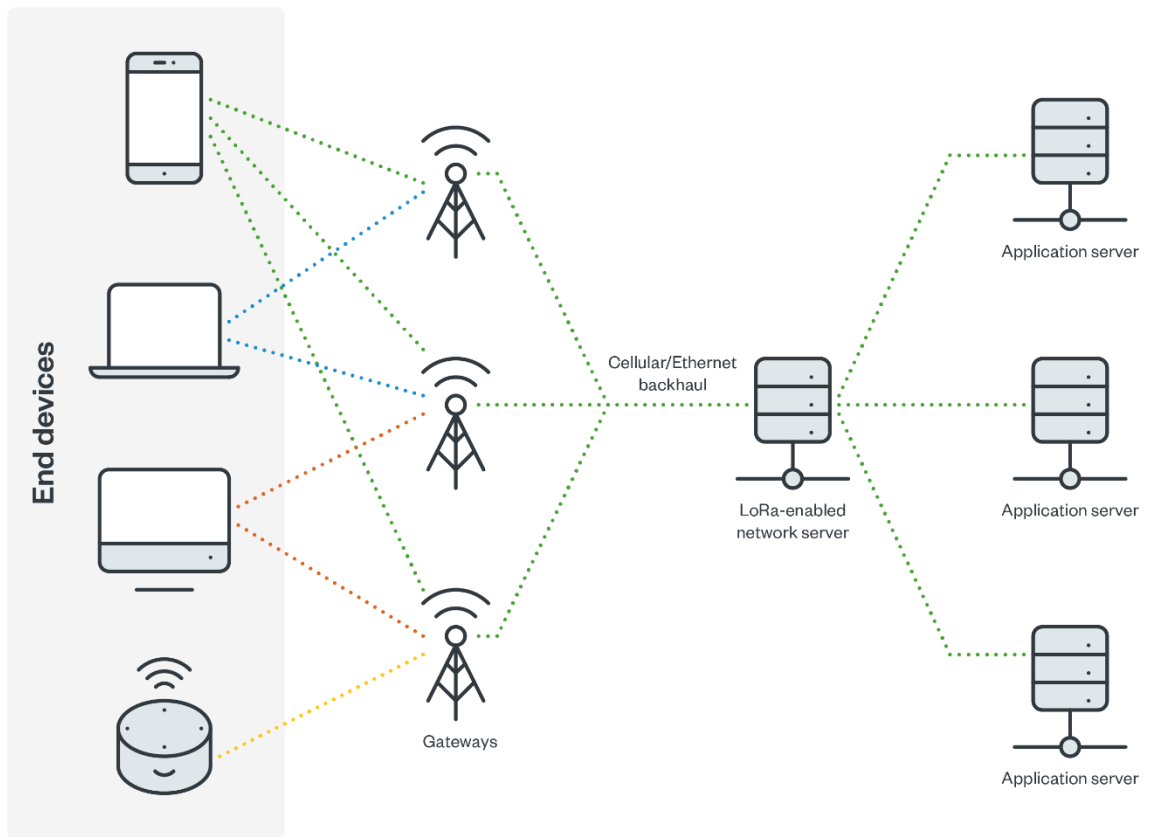 End devices
Gateways
Cellular/Ethernet
backhaul
LoRa-enabled
network server
Application server
Application server
Application server